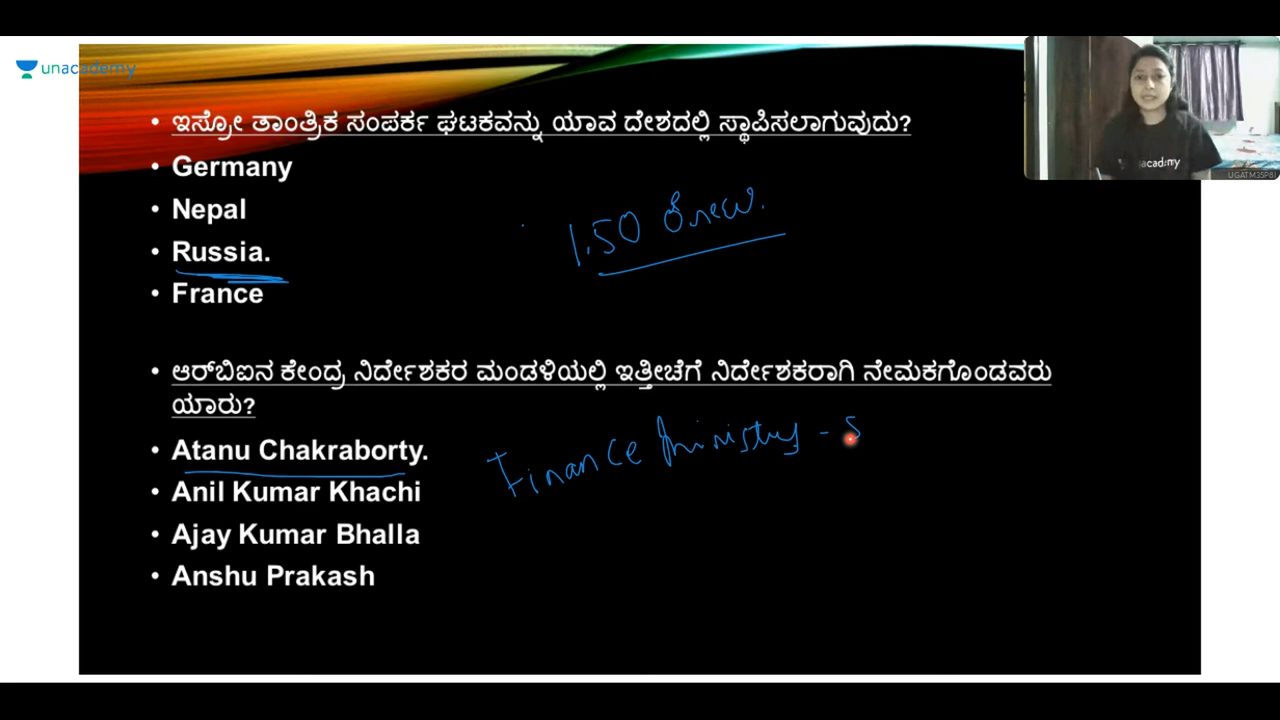 unacademy
ಇಸ್ರೋ ತಾಂತ್ರಿಕ ಸಂಪರ್ಕ ಘಟಕವನ್ನು ಯಾವ ದೇಶದಲ್ಲಿ ಸ್ಥಾಪಿಸಲಾಗುವುದು?
Germany
Nepal
Russia.
France
1.50
ಆರ್‌ಬಿಐನ ಕೇಂದ್ರ ನಿರ್ದೇಶಕರ ಮಂಡಳಿಯಲ್ಲಿ ಇತ್ತೀಚೆಗೆ ನಿರ್ದೇಶಕರಾಗಿ ನೇಮಕಗೊಂಡವರು
ಯಾರು?
Atanu Chakraborty.
Anil Kumar Khachi
Ajay Kumar Bhalla
Anshu Prakash
Finance ministry - S
UGATM35P8I